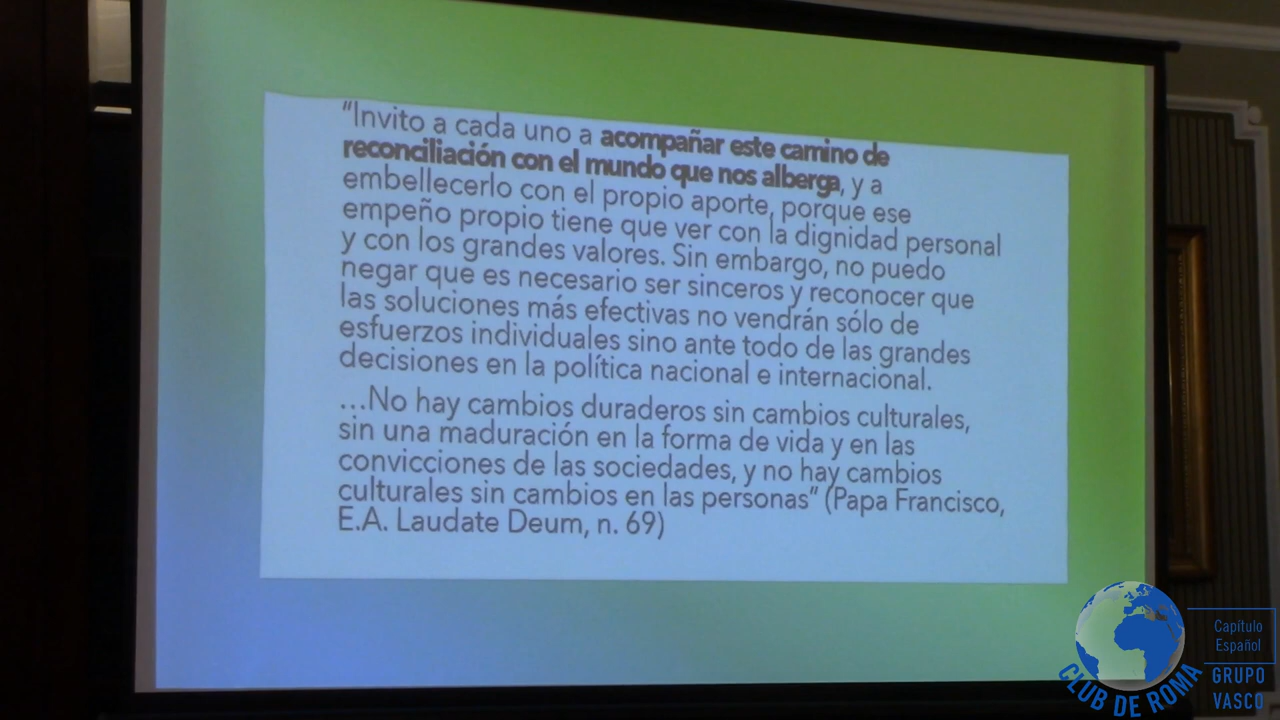 “Invito a cada uno a acompañar este camino de
reconciliación con el mundo que nos alberga, y a
embellecerlo con el propio aporte, porque ese
empeño propio tiene que ver con la dignidad personal
y con los grandes valores. Sin embargo, no puedo
negar que es necesario ser sinceros y reconocer que
las soluciones más efectivas no vendrán sólo de
esfuerzos individuales sino ante todo de las grandes
decisiones en la política nacional e internacional.
…No hay cambios duraderos sin cambios culturales,
sin una maduración en la forma de vida y en las
convicciones de las sociedades, y no hay cambios
culturales sin cambios en las personas” (Papa Francisco,
E.A. Laudate Deum, n. 69)
CLUB DE ROMA
Capítulo
Español
GRUPO
VASCO